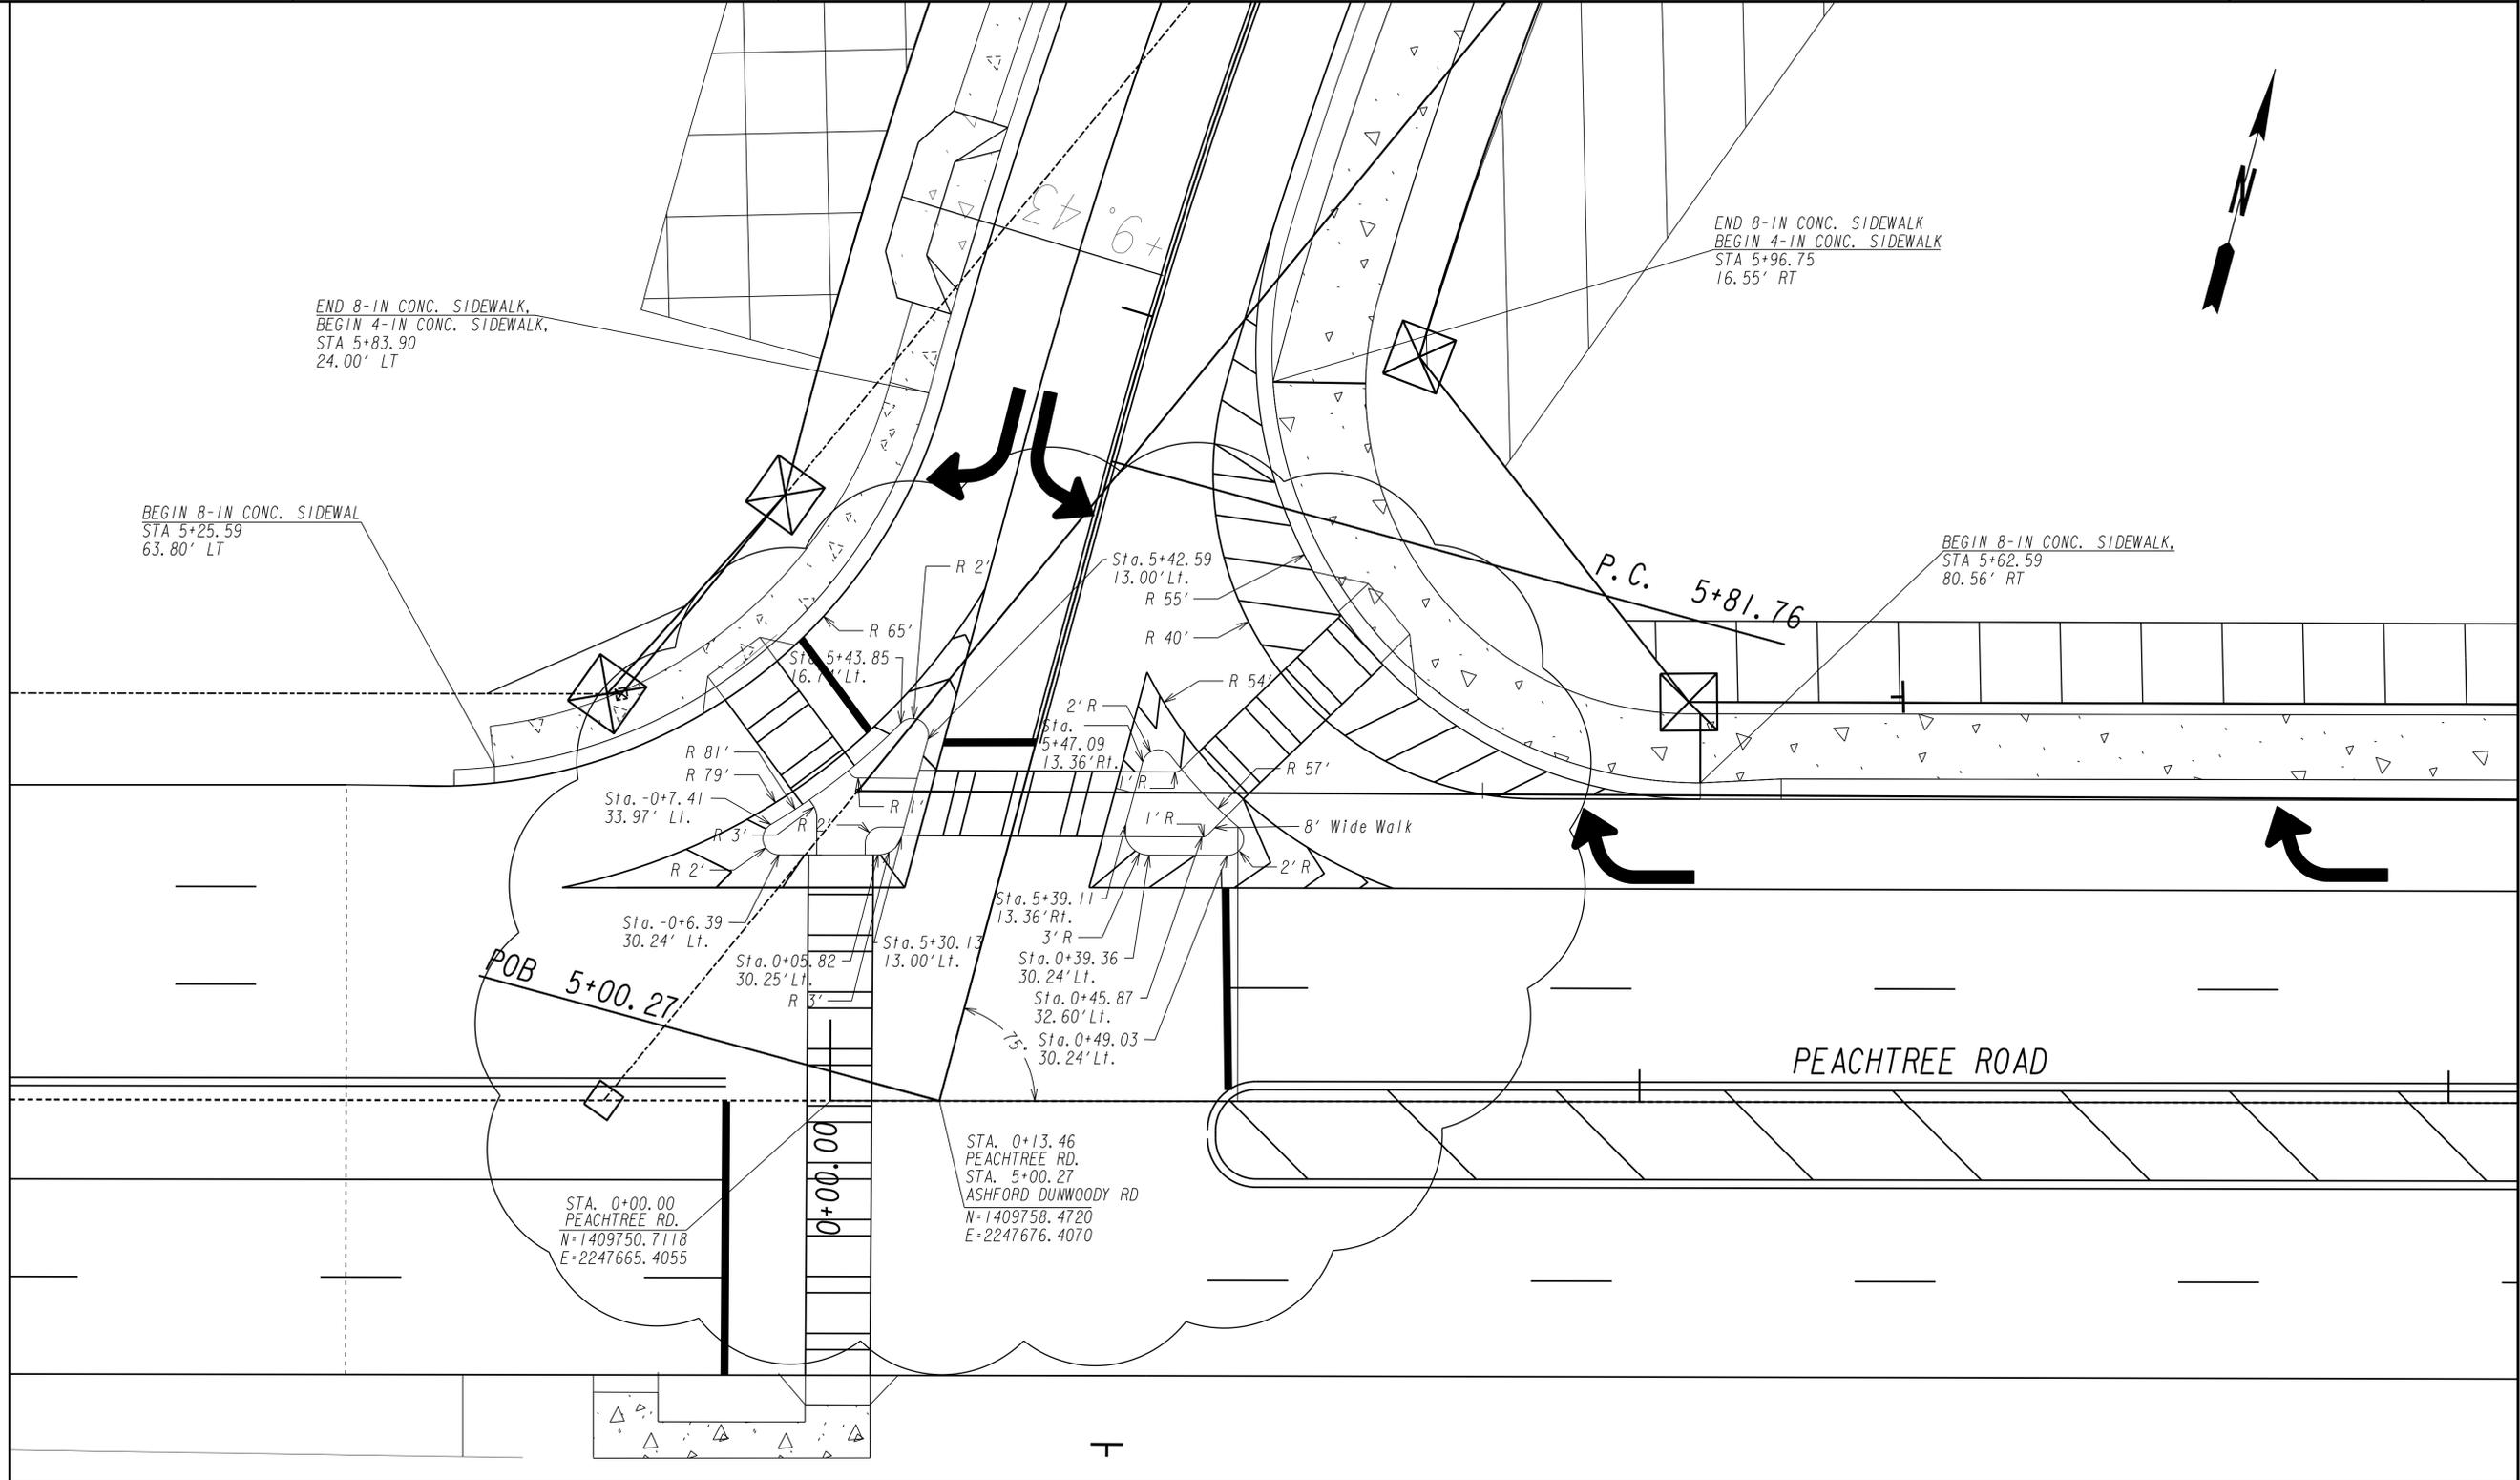 +9.43
N
END 8-IN CONC. SIDEWALK
BEGIN 4-IN CONC. SIDEWALK
STA 5+96.75
16.55' RT
END 8-IN CONC. SIDEWALK,
BEGIN 4-IN CONC. SIDEWALK,
STA 5+83.90
24.00' LT
BEGIN 8-IN CONC. SIDEWAL
STA 5+25.59
63.80' LT
BEGIN 8-IN CONC. SIDEWALK,
STA 5+62.59
80.56' RT
P.C. 5+81.76
R 2'
Sta.5+42.59
13.00'Lt.
R 55'
R 65'
R 40'
Sta 5+43.85
Lt.
R 54'
2'R
Sta.
5+47.09
13.36'Rt.
R 81'
R 79'
R 57'
1'R
Sta.-0+7.41
33.97' Lt.
R 1'
R 3'
R 2'
1'R
8' Wide Walk
R 2'
2'R
Sta.5+39.11
13.36'Rt.
3'R
Sta.-0+6.39
30.24' Lt.
Sta.5+30.13
13.00'Lt.
Sta.0+05.82
30.25'Lt.
R 3'
Sta.0+39.36
30.24'Lt.
Sta.0+45.87
32.60'Lt.
Sta.0+49.03
30.24'Lt.
POB 5+00.27
75°
PEACHTREE ROAD
0+00.00
STA. 0+13.46
PEACHTREE RD.
STA. 5+00.27
ASHFORD DUNWOODY RD
N=1409758.4720
E=2247676.4070
STA. 0+00.00
PEACHTREE RD.
N=1409750.7118
E=2247665.4055